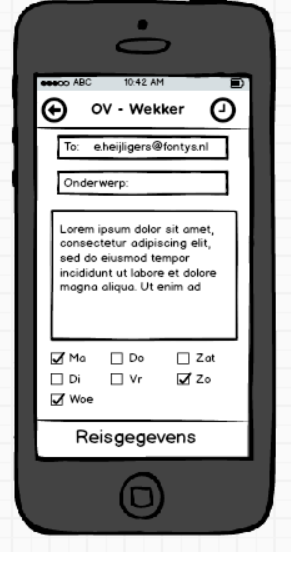 ABC 10:42 AM
OV - Wekker
To: e.heijligers@fontys.nl
Onderwerp:
Lorem ipsum dolor sit amet,
consectetur adipiscing elit,
sed do eiusmod tempor
incididunt ut labore et dolore
magna aliqua. Ut enim ad
Ma Do Zat
Di Vr Zo
Woe
Reisgegevens